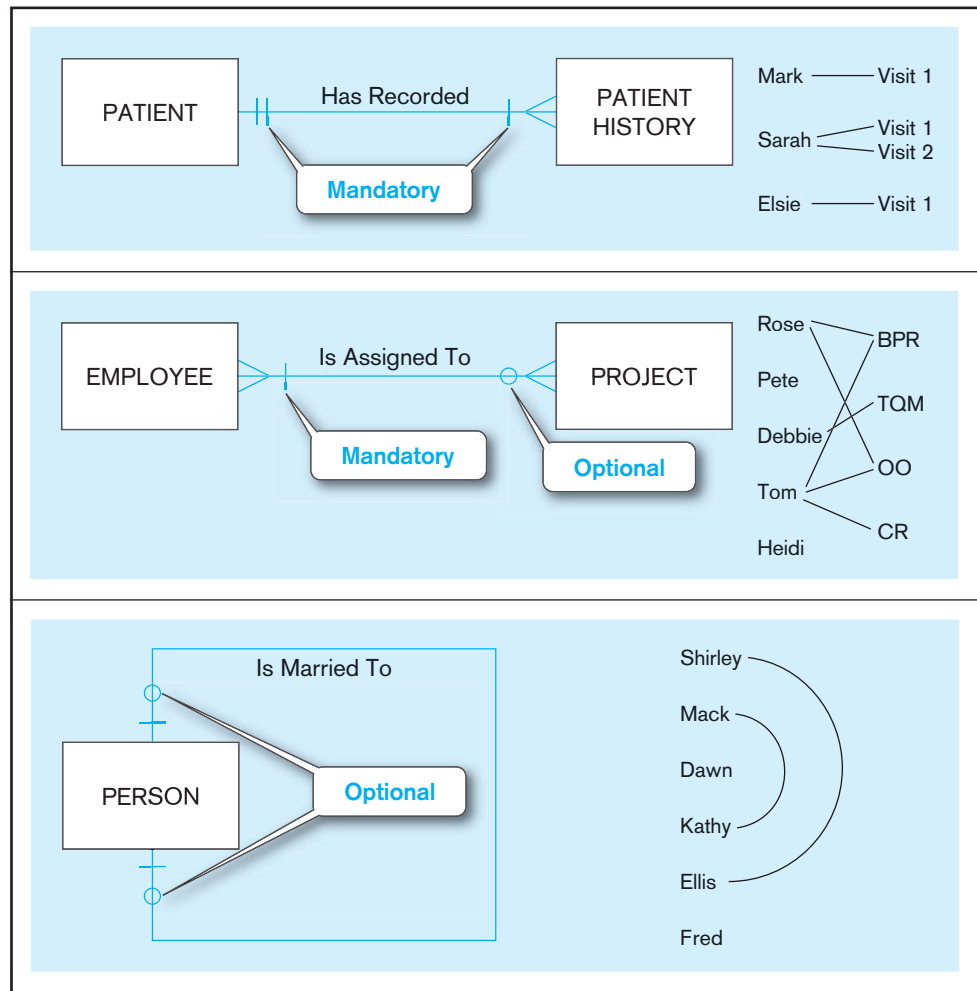 PATIENT
Has Recorded
PATIENT
HISTORY
Mandatory
Mark
Visit 1
Sarah
Visit 1
Visit 2
Elsie
Visit 1
EMPLOYEE
Is Assigned To
PROJECT
Mandatory
Optional
Rose
BPR
Pete
TQM
Debbie
OO
Tom
CR
Heidi
Is Married To
PERSON
Optional
Shirley
Mack
Dawn
Kathy
Ellis
Fred